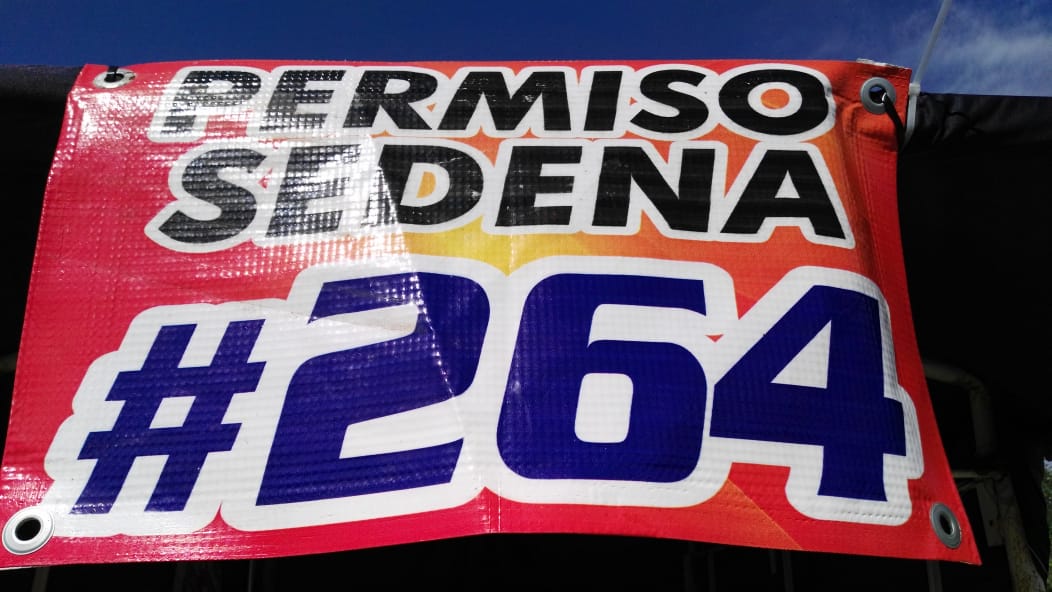 PERMISO
SEDENA
#264